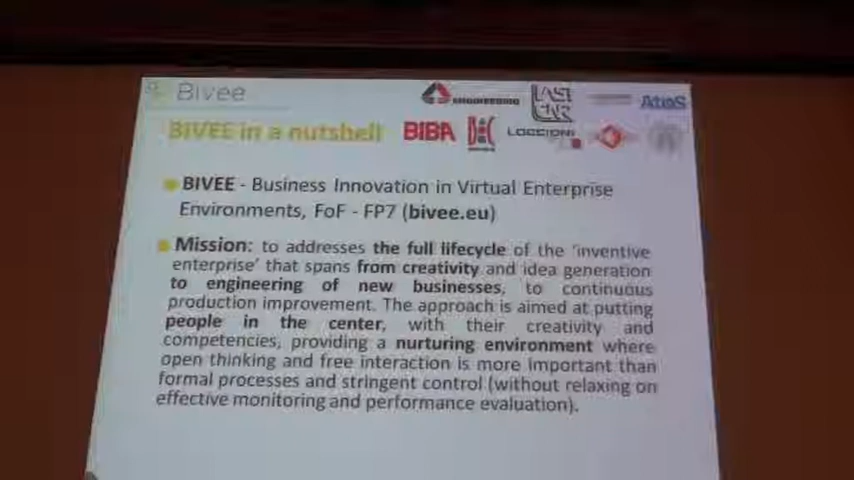 Bivee
ENGINEERING
Atos
BIVEE in a nutshell
BIBA
LOCCIONI
BIVEE - Business Innovation in Virtual Enterprise
Environments, FoF - FP7 (bivee.eu)
Mission: to addresses the full lifecycle of the 'inventive
enterprise' that spans from creativity and idea generation
to engineering of new businesses, to continuous
production improvement. The approach is aimed at putting
people in the center, with their creativity and
competencies, providing a nurturing environment where
open thinking and free interaction is more important than
formal processes and stringent control (without relaxing on
effective monitoring and performance evaluation).